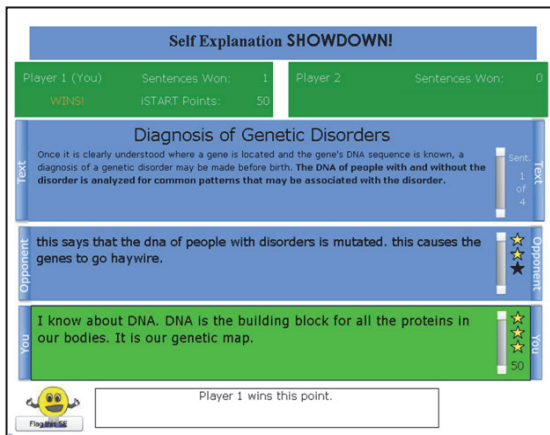 Self Explanation SHOWDOWN!
Player 1 (You) Sentences Won: 1
WINS! iSTART Points: 50
Player 2 Sentences Won: 0
Diagnosis of Genetic Disorders
Once it is clearly understood where a gene is located and the gene's DNA sequence is known, a
diagnosis of a genetic disorder may be made before birth. The DNA of people with and without the
disorder is analyzed for common patterns that may be associated with the disorder.
Text
Sent.
1
of
4
Text
Opponent
this says that the dna of people with disorders is mutated. this causes the
genes to go haywire.
Opponent
You
I know about DNA. DNA is the building block for all the proteins in
our bodies. It is our genetic map.
50
You
Flag this SE
Player 1 wins this point.